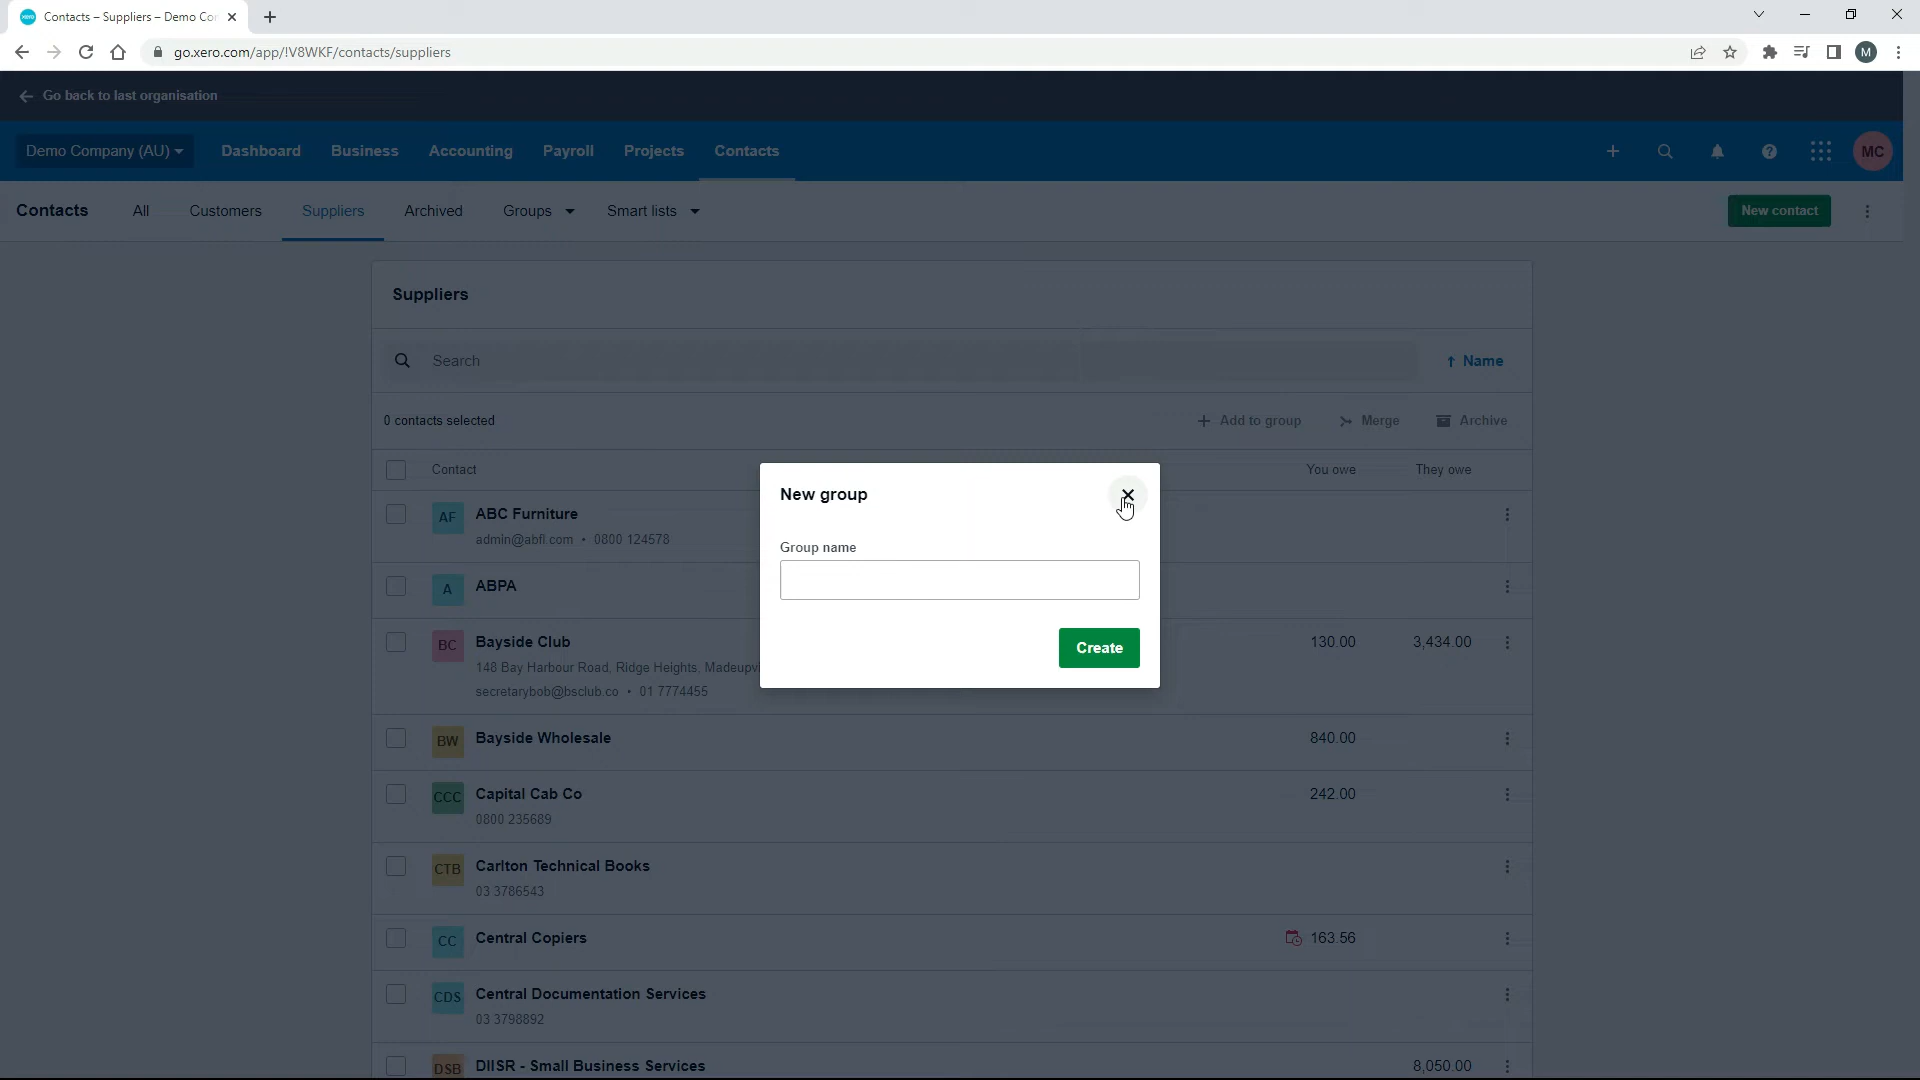 Contacts – Suppliers – Demo Co
go.xero.com/app/!V8WKF/contacts/suppliers
M
Go back to last organisation
Demo Company (AU)
Dashboard
Business
Accounting
Payroll
Projects
Contacts
MC
Contacts
All
Customers
Suppliers
Archived
Groups
Smart lists
New contact
Suppliers
Search
Name
0 contacts selected
Add to group
Merge
Archive
Contact
You owe
They owe
New group
Group name
Create
AF
ABC Furniture
admin@abfl.com • 0800 124578
A
ABPA
BC
Bayside Club
130.00
3,434.00
148 Bay Harbour Road, Ridge Heights, Madeupv
secretarybob@bsclub.co • 01 7774455
BW
Bayside Wholesale
840.00
CCC
Capital Cab Co
242.00
0800 235689
CTB
Carlton Technical Books
03 3786543
CC
Central Copiers
163.56
CDS
Central Documentation Services
03 3798892
DSB
DIISR - Small Business Services
8,050.00